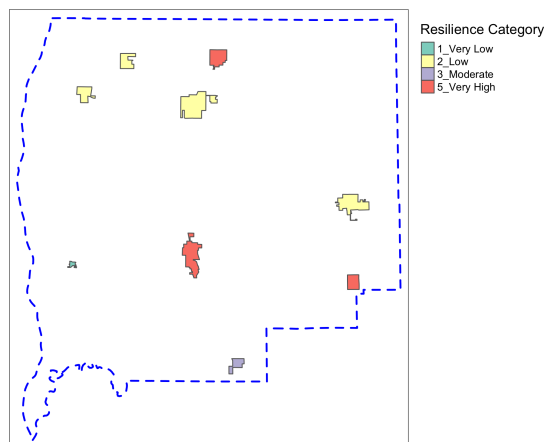 Resilience Category
1_Very Low
2_Low
3_Moderate
5_Very High